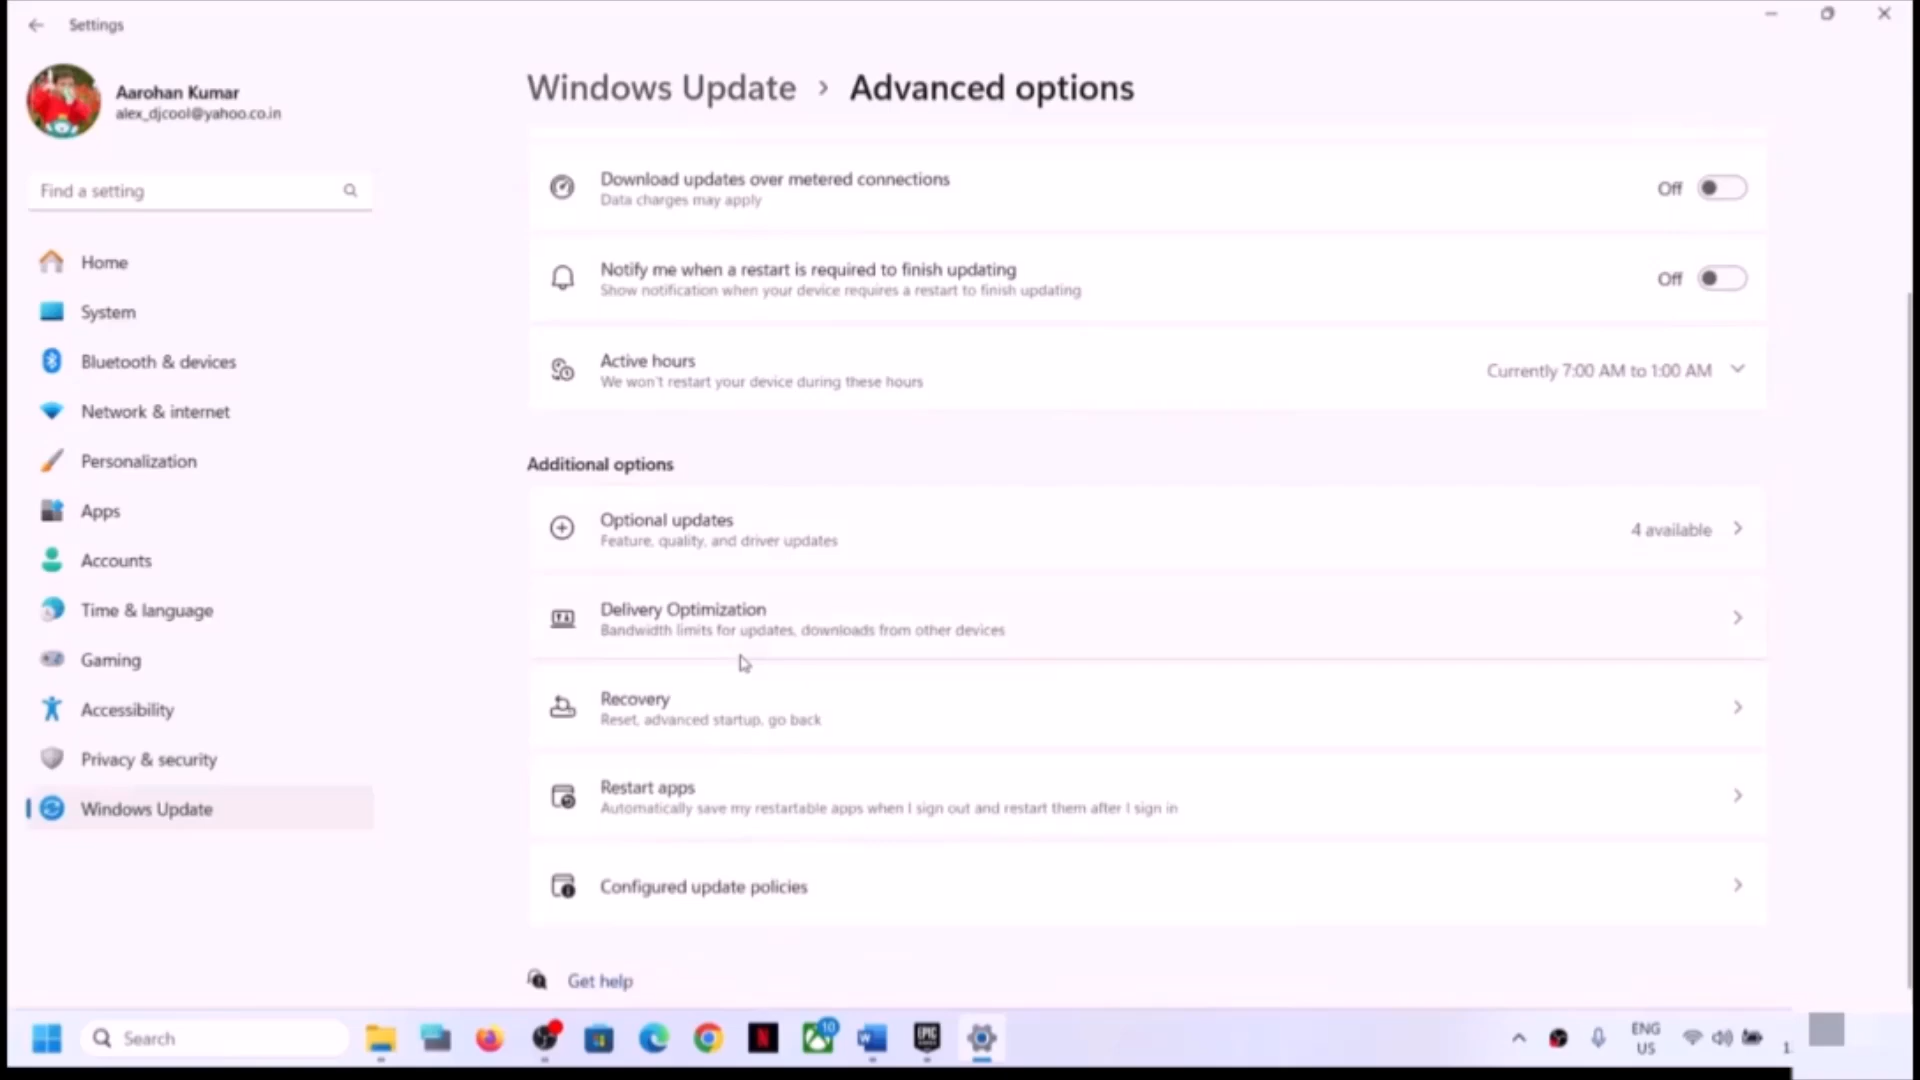 Settings
Aarohan Kumar
alex_djcool@yahoo.co.in
Find a setting
Home
System
Bluetooth & devices
Network & internet
Personalization
Apps
Accounts
Time & language
Gaming
Accessibility
Privacy & security
Windows Update
Windows Update > Advanced options
Download updates over metered connections
Data charges may apply
Off
Notify me when a restart is required to finish updating
Show notification when your device requires a restart to finish updating
Off
Active hours
We won't restart your device during these hours
Currently 7:00 AM to 1:00 AM
Additional options
Optional updates
Feature, quality, and driver updates
4 available
Delivery Optimization
Bandwidth limits for updates, downloads from other devices
Recovery
Reset, advanced startup, go back
Restart apps
Automatically save my restartable apps when I sign out and restart them after I sign in
Configured update policies
Get help
Search
N
10
W
EPIC
ENG
US